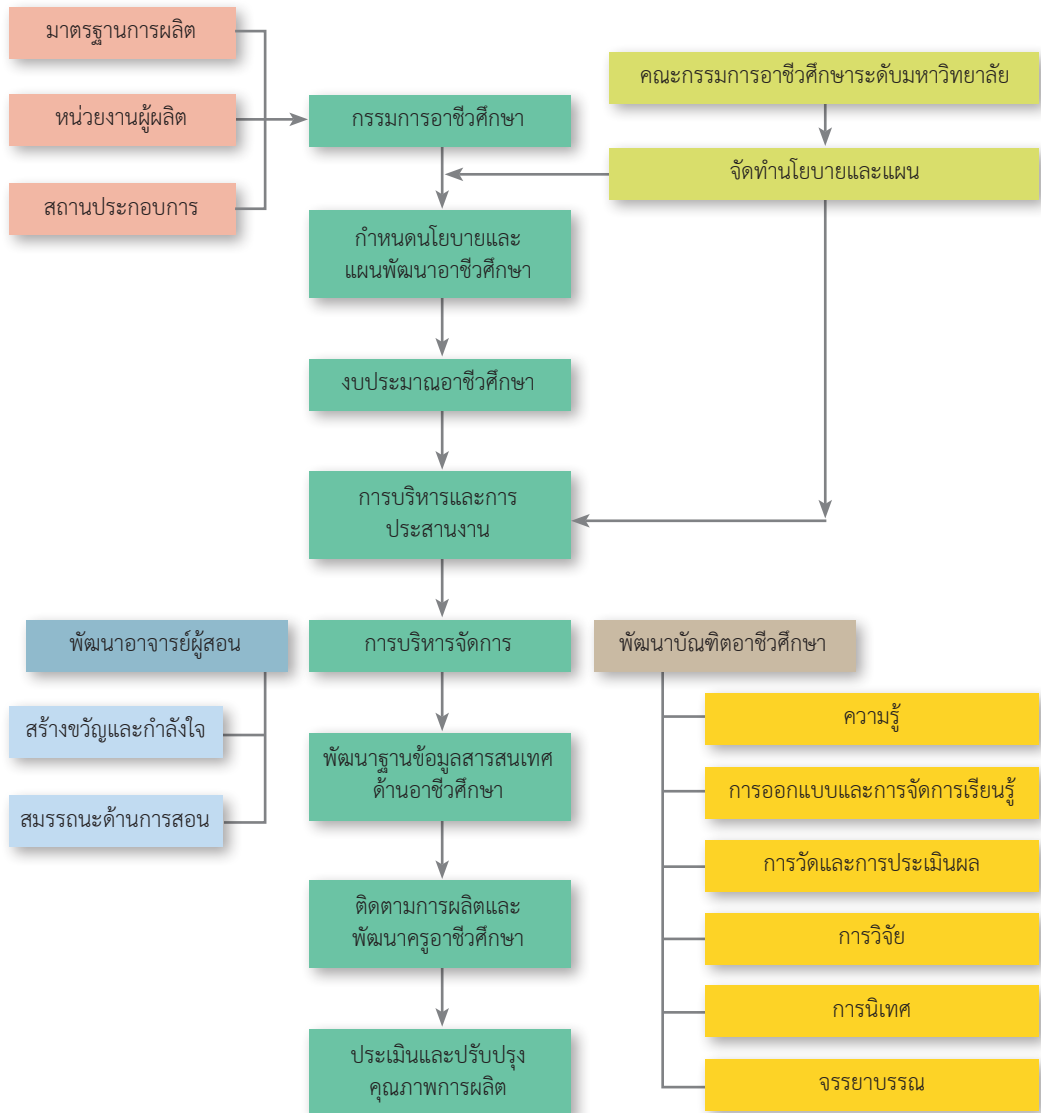 มาตรฐานการผลิต
หน่วยงานผู้ผลิต
สถานประกอบการ
กรรมการอาชีวศึกษา
คณะกรรมการอาชีวศึกษาระดับมหาวิทยาลัย
จัดทำนโยบายและแผน
กำหนดนโยบายและ
แผนพัฒนาอาชีวศึกษา
งบประมาณอาชีวศึกษา
การบริหารและการ
ประสานงาน
พัฒนาอาจารย์ผู้สอน
สร้างขวัญและกำลังใจ
สมรรถนะด้านการสอน
การบริหารจัดการ
พัฒนาฐานข้อมูลสารสนเทศ
ด้านอาชีวศึกษา
ติดตามการผลิตและ
พัฒนาครูอาชีวศึกษา
ประเมินและปรับปรุง
คุณภาพการผลิต
พัฒนาบัณฑิตอาชีวศึกษา
ความรู้
การออกแบบและการจัดการเรียนรู้
การวัดและการประเมินผล
การวิจัย
การนิเทศ
จรรยาบรรณ